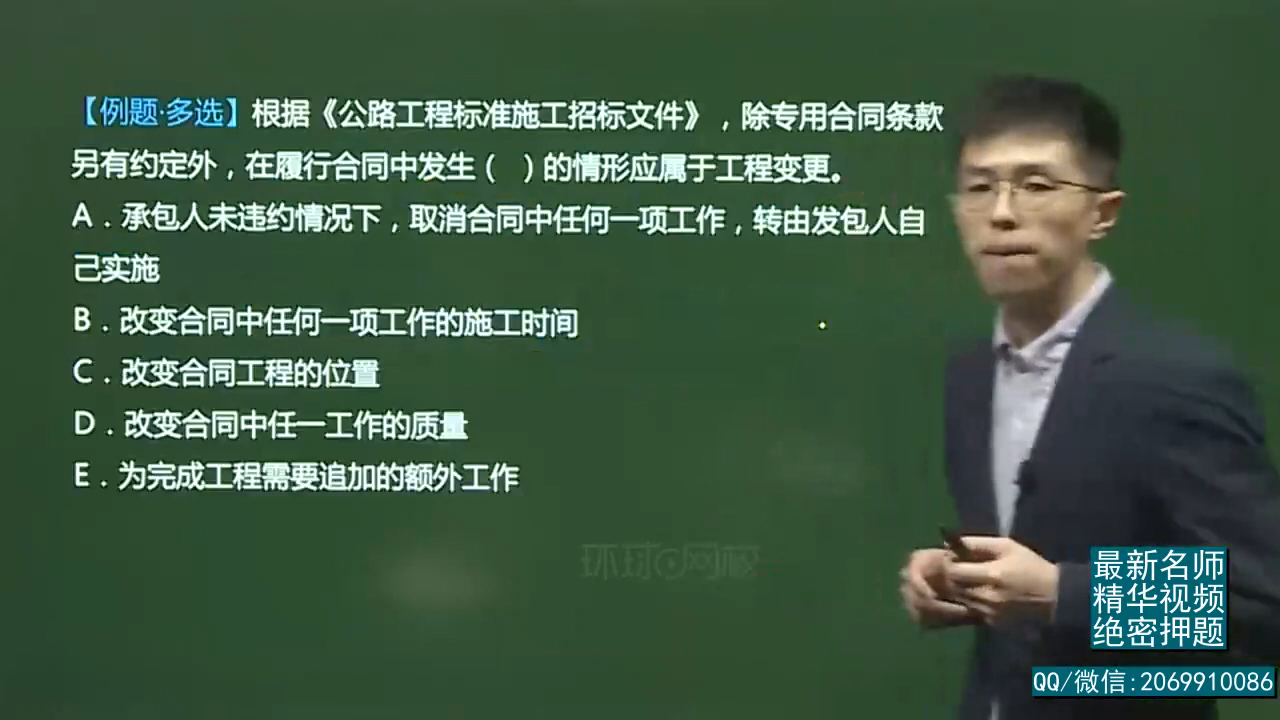 【例题·多选】根据《公路工程标准施工招标文件》，除专用合同条款
另有约定外，在履行合同中发生（ ）的情形应属于工程变更。
A．承包人未违约情况下，取消合同中任何一项工作，转由发包人自
己实施
B．改变合同中任何一项工作的施工时间
C．改变合同工程的位置
D．改变合同中任一工作的质量
E．为完成工程需要追加的额外工作
环球网校
最新名师
精华视频
绝密押题
QQ/微信:2069910086